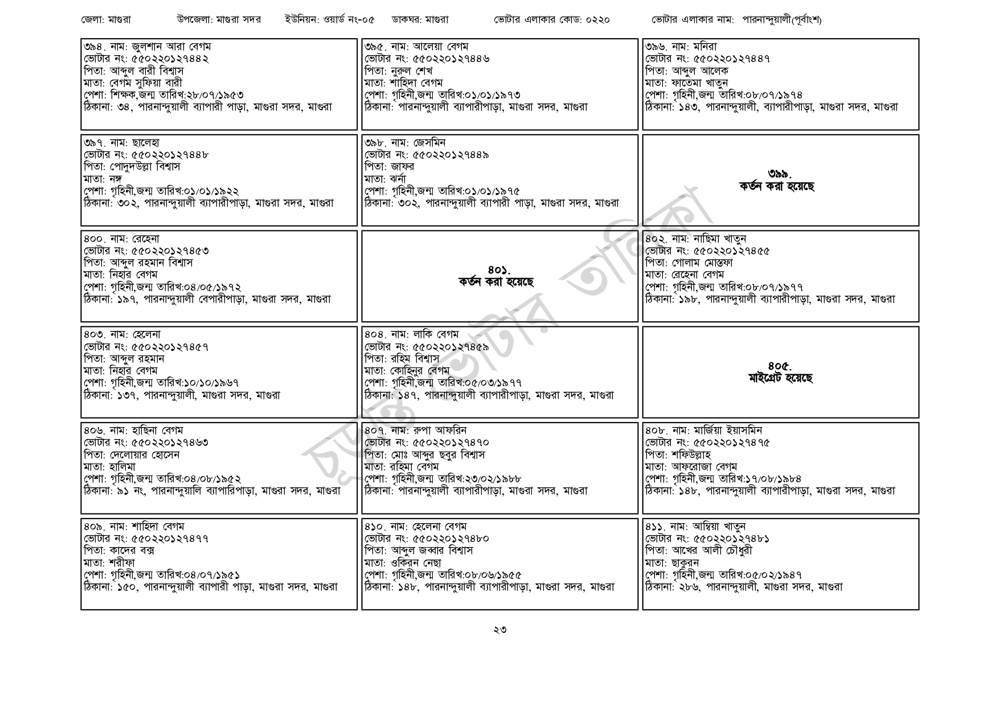 জেলা: মাগুরা উপজেলা: মাগুরা সদর ইউনিয়ন: ওয়ার্ড নং-০৫ ডাকঘর: মাগুরা ভোটার এলাকার কোড: ০২২০ ভোটার এলাকার নাম: পারনান্দুয়ালী(পূর্বাংশ)
৩৯৪. নাম: জুলশান আরা বেগম
ভোটার নং: ৫৫০২২০১২৭৪৪২
পিতা: আব্দুল বারী বিশ্বাস
মাতা: বেগম সুফিয়া বারী
পেশা: শিক্ষক,জন্ম তারিখ:২৮/০৭/১৯৫৩
ঠিকানা: ৩৪, পারনান্দুয়ালী ব্যাপারী পাড়া, মাগুরা সদর, মাগুরা
৩৯৫. নাম: আলেয়া বেগম
ভোটার নং: ৫৫০২২০১২৭৪৪৬
পিতা: নুরুল শেখ
মাতা: শাহিদা বেগম
পেশা: গৃহিনী,জন্ম তারিখ:০১/০১/১৯৭৩
ঠিকানা: পারনান্দুয়ালী ব্যাপারীপাড়া, মাগুরা সদর, মাগুরা
৩৯৬. নাম: মনিরা
ভোটার নং: ৫৫০২২০১২৭৪৪৭
পিতা: আব্দুল আলেক
মাতা: ফাতেমা খাতুন
পেশা: গৃহিনী,জন্ম তারিখ:০৮/০৭/১৯৭৪
ঠিকানা: ১৪৩, পারনান্দুয়ালী, ব্যাপারীপাড়া, মাগুরা সদর, মাগুরা
৩৯৭. নাম: ছালেহা
ভোটার নং: ৫৫০২২০১২৭৪৪৮
পিতা: পোদুদউল্লা বিশ্বাস
মাতা: নঙ্গ
পেশা: গৃহিনী,জন্ম তারিখ:০১/০১/১৯২২
ঠিকানা: ৩০২, পারনান্দুয়ালী ব্যাপারীপাড়া, মাগুরা সদর, মাগুরা
৩৯৮. নাম: জেসমিন
ভোটার নং: ৫৫০২২০১২৭৪৪৯
পিতা: জাফর
মাতা: ঝর্না
পেশা: গৃহিনী,জন্ম তারিখ:০১/০১/১৯৭৫
ঠিকানা: ৩০২, পারনান্দুয়ালী ব্যাপারী পাড়া, মাগুরা সদর, মাগুরা
৩৯৯.
কর্তন করা হয়েছে
৪০০. নাম: রেহেনা
ভোটার নং: ৫৫০২২০১২৭৪৫৩
পিতা: আব্দুল রহমান বিশ্বাস
মাতা: নিহার বেগম
পেশা: গৃহিনী,জন্ম তারিখ:০৪/০৫/১৯৭২
ঠিকানা: ১৯৭, পারনান্দুয়ালী বেপারীপাড়া, মাগুরা সদর, মাগুরা
৪০১.
কর্তন করা হয়েছে
৪০২. নাম: নাছিমা খাতুন
ভোটার নং: ৫৫০২২০১২৭৪৫৫
পিতা: গোলাম মোস্তফা
মাতা: রেহেনা বেগম
পেশা: গৃহিনী,জন্ম তারিখ:০৮/০৭/১৯৭৭
ঠিকানা: ১৯৮, পারনান্দুয়ালী ব্যাপারীপাড়া, মাগুরা সদর, মাগুরা
৪০৩. নাম: হেলেনা
ভোটার নং: ৫৫০২২০১২৭৪৫৭
পিতা: আব্দুল রহমান
মাতা: নিহার বেগম
পেশা: গৃহিনী,জন্ম তারিখ:১০/১০/১৯৬৭
ঠিকানা: ১৩৭, পারনান্দুয়ালী, মাগুরা সদর, মাগুরা
৪০৪. নাম: লাকি বেগম
ভোটার নং: ৫৫০২২০১২৭৪৫৯
পিতা: রহিম বিশ্বাস
মাতা: কোহিনুর বেগম
পেশা: গৃহিনী,জন্ম তারিখ:০৫/০৩/১৯৭৭
ঠিকানা: ১৪৭, পারনান্দুয়ালী ব্যাপারীপাড়া, মাগুরা সদর, মাগুরা
৪০৫.
মাইগ্রেট হয়েছে
৪০৬. নাম: হাছিনা বেগম
ভোটার নং: ৫৫০২২০১২৭৪৬৩
পিতা: দেলোয়ার হোসেন
মাতা: হালিমা
পেশা: গৃহিনী,জন্ম তারিখ:০৪/০৮/১৯৫২
ঠিকানা: ৯১ নং, পারনান্দুয়ালি ব্যাপারিপাড়া, মাগুরা সদর, মাগুরা
৪০৭. নাম: রুপা আফরিন
ভোটার নং: ৫৫০২২০১২৭৪৭০
পিতা: মোঃ আব্দুর ছবুর বিশ্বাস
মাতা: রহিমা বেগম
পেশা: গৃহিনী,জন্ম তারিখ:২৩/০২/১৯৮৮
ঠিকানা: পারনান্দুয়ালী ব্যাপারীপাড়া, মাগুরা সদর, মাগুরা
৪০৮. নাম: মার্জিয়া ইয়াসমিন
ভোটার নং: ৫৫০২২০১২৭৪৭৫
পিতা: শফিউল্লাহ
মাতা: আফরোজা বেগম
পেশা: গৃহিনী,জন্ম তারিখ:১৭/০৮/১৯৮৪
ঠিকানা: ১৪৮, পারনান্দুয়ালী ব্যাপারীপাড়া, মাগুরা সদর, মাগুরা
৪০৯. নাম: শাহিদা বেগম
ভোটার নং: ৫৫০২২০১২৭৪৭৭
পিতা: কাদের বক্স
মাতা: শরীফা
পেশা: গৃহিনী,জন্ম তারিখ:০৪/০৭/১৯৫১
ঠিকানা: ১৫০, পারনান্দুয়ালী ব্যাপারী পাড়া, মাগুরা সদর, মাগুরা
৪১০. নাম: হেলেনা বেগম
ভোটার নং: ৫৫০২২০১২৭৪৮০
পিতা: আব্দুল জব্বার বিশ্বাস
মাতা: ওকিরন নেছা
পেশা: গৃহিনী,জন্ম তারিখ:০৮/০৬/১৯৫৫
ঠিকানা: ১৪৮, পারনান্দুয়ালী ব্যাপারীপাড়া, মাগুরা সদর, মাগুরা
৪১১. নাম: আম্বিয়া খাতুন
ভোটার নং: ৫৫০২২০১২৭৪৮১
পিতা: আখের আলী চৌধুরী
মাতা: ছাকুরন
পেশা: গৃহিনী,জন্ম তারিখ:০৫/০২/১৯৪৭
ঠিকানা: ২৮৬, পারনান্দুয়ালী, মাগুরা সদর, মাগুরা
চূড়ান্ত ভোটার তালিকা
২৩